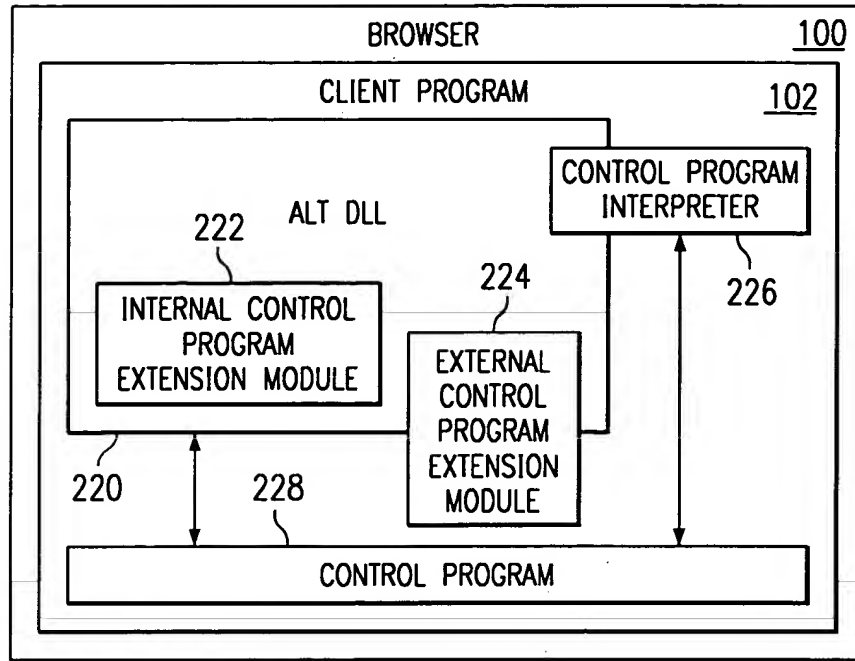 BROWSER
100
CLIENT PROGRAM
102
CONTROL PROGRAM
INTERPRETER
226
ALT DLL
222
INTERNAL CONTROL
PROGRAM
EXTENSION MODULE
224
EXTERNAL
CONTROL
PROGRAM
EXTENSION
MODULE
220
228
CONTROL PROGRAM